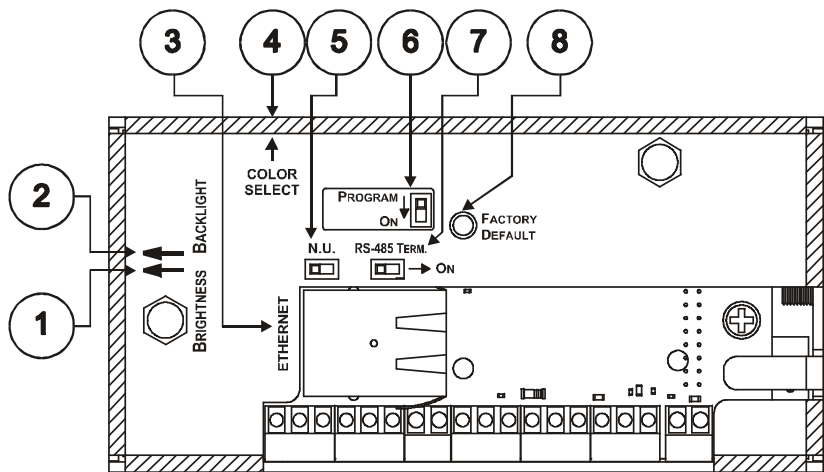 3
4
5
6
7
8
COLOR
SELECT
PROGRAM
ON
FACTORY
DEFAULT
2
BACKLIGHT
N.U.
RS-485 TERM.
ON
1
BRIGHTNESS
ETHERNET